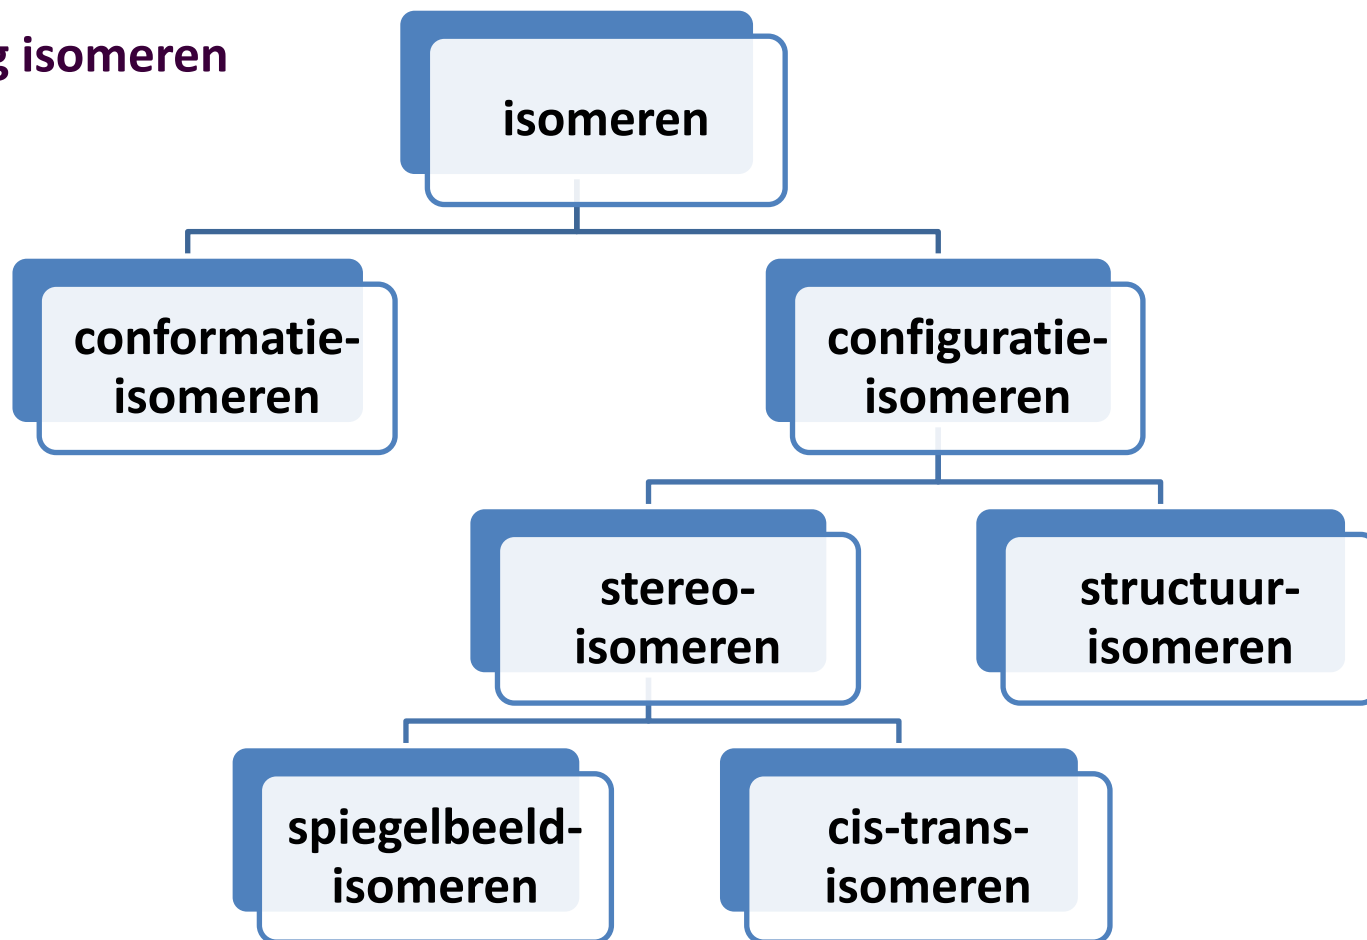 isomeren
isomeren
conformatie-
isomeren
configuratie-
isomeren
stereo-
isomeren
structuur-
isomeren
spiegelbeeld-
isomeren
cis-trans-
isomeren